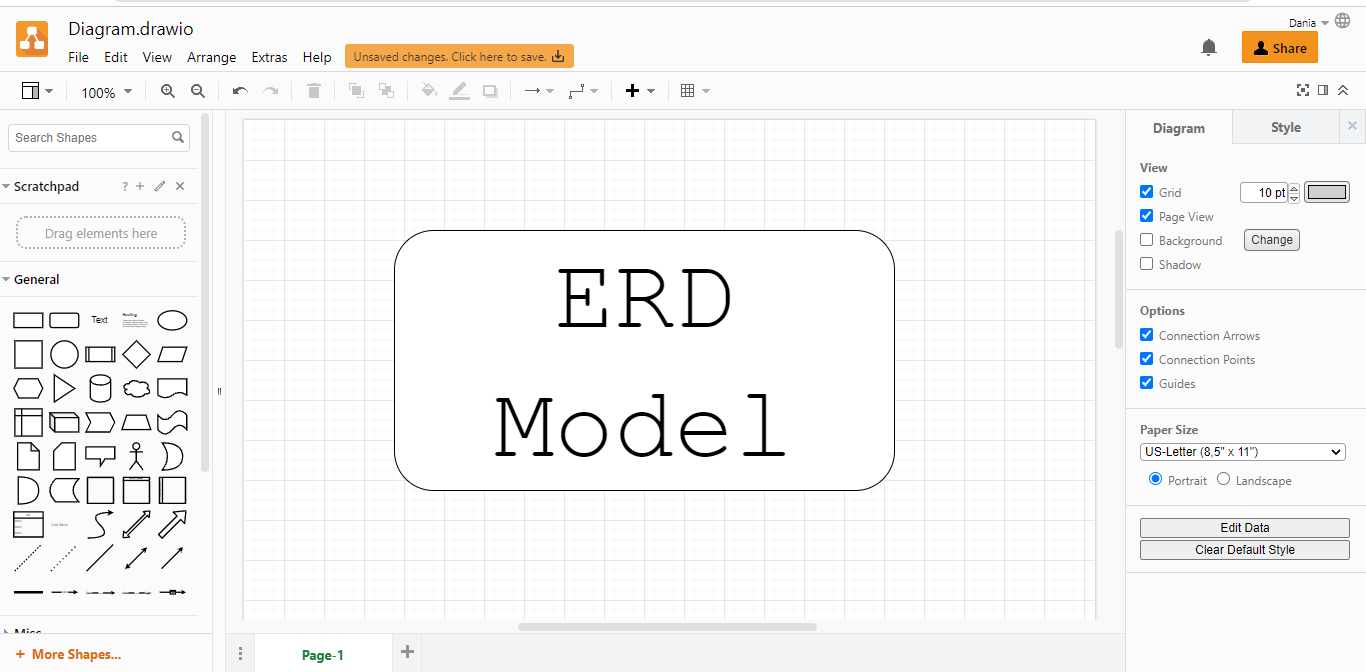 Diagram.drawio
Dania
File Edit View Arrange Extras Help
Unsaved changes. Click here to save.
Share
100%
Search Shapes
Scratchpad
?
Drag elements here
General
Text
Heading
More Shapes...
Misc
ERD
Model
Page-1
Diagram
Style
View
Grid
10 pt
Page View
Background
Change
Shadow
Options
Connection Arrows
Connection Points
Guides
Paper Size
US-Letter (8,5" x 11")
Portrait
Landscape
Edit Data
Clear Default Style